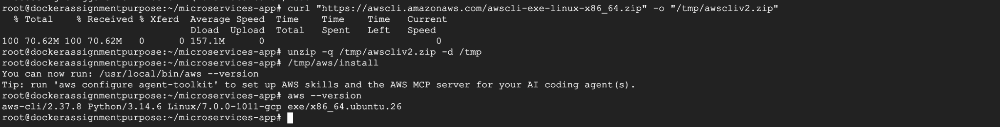 root@dockerassignmentpurpose:~/microservices-app# curl "https://awscli.amazonaws.com/awscli-exe-linux-x86_64.zip" -o "/tmp/awscliv2.zip"
  % Total    % Received % Xferd  Average Speed  Time    Time    Time   Current
                                 Dload  Upload  Total   Spent   Left   Speed
100 70.62M 100 70.62M   0      0 157.1M      0                              0
root@dockerassignmentpurpose:~/microservices-app# unzip -q /tmp/awscliv2.zip -d /tmp
root@dockerassignmentpurpose:~/microservices-app# /tmp/aws/install
You can now run: /usr/local/bin/aws --version
Tip: run 'aws configure agent-toolkit' to set up AWS skills and the AWS MCP server for your AI coding agent(s).
root@dockerassignmentpurpose:~/microservices-app# aws --version
aws-cli/2.37.8 Python/3.14.6 Linux/7.0.0-1011-gcp exe/x86_64.ubuntu.26
root@dockerassignmentpurpose:~/microservices-app#